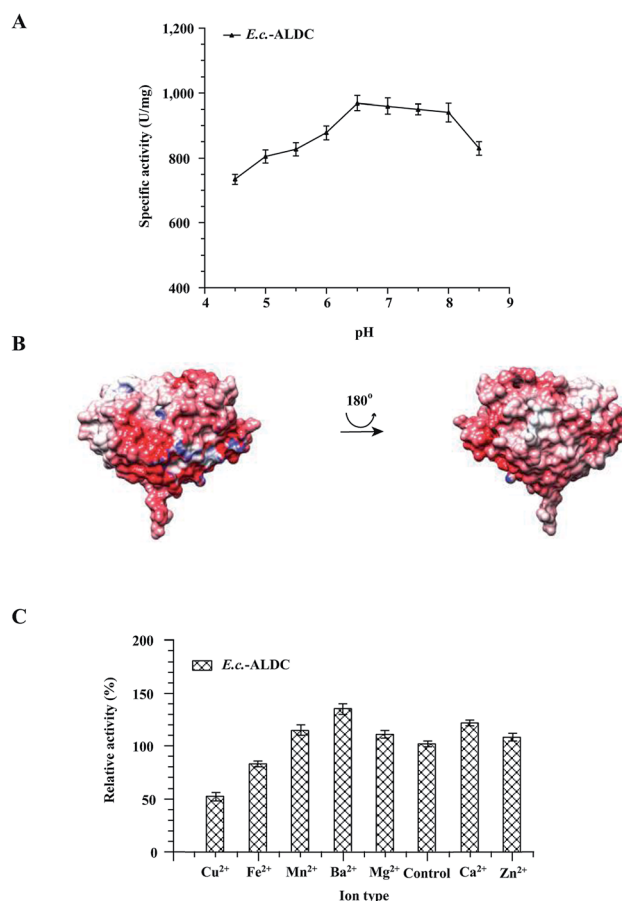 A
E.c.-ALDC
1,200
1,000
800
600
400
Specific activity (U/mg)
4 5 6 7 8 9
pH
B
180°
C
E.c.-ALDC
200
150
100
50
0
Relative activity (%)
Cu²⁺ Fe²⁺ Mn²⁺ Ba²⁺ Mg²⁺ Control Ca²⁺ Zn²⁺
Ion type